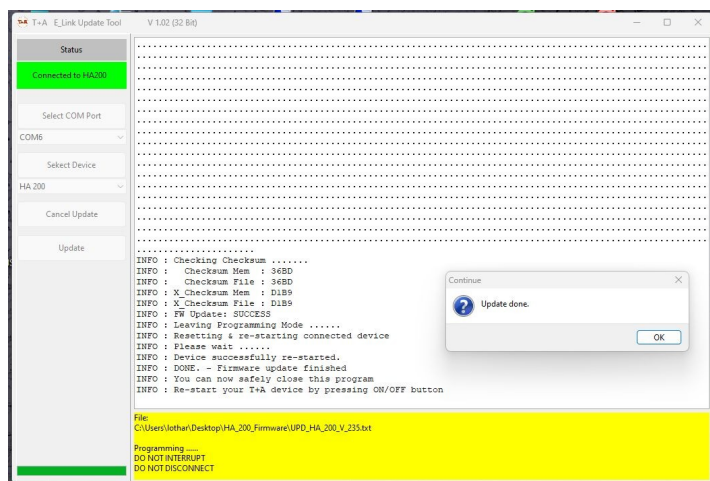 T+A T+A E_Link Update Tool V 1.02 (32 Bit)
Status
Connected to HA200
Select COM Port
COM6
Sekect Device
HA 200
Cancel Update
Update
INFO : Checking Checksum .......
INFO : Checksum Mem : 36BD
INFO : Checksum File : 36BD
INFO : X_Checksum Mem : D1B9
INFO : X_Checksum File : D1B9
INFO : FW Update: SUCCESS
INFO : Leaving Programming Mode ......
INFO : Resetting & re-starting connected device
INFO : Please wait ......
INFO : Device successfully re-started.
INFO : DONE. - Firmware update finished
INFO : You can now safely close this program
INFO : Re-start your T+A device by pressing ON/OFF button
Continue
Update done.
OK
File:
C:\Users\lothar\Desktop\HA_200_Firmware\UPD_HA_200_V_235.txt
Programming ......
DO NOT INTERRUPT
DO NOT DISCONNECT